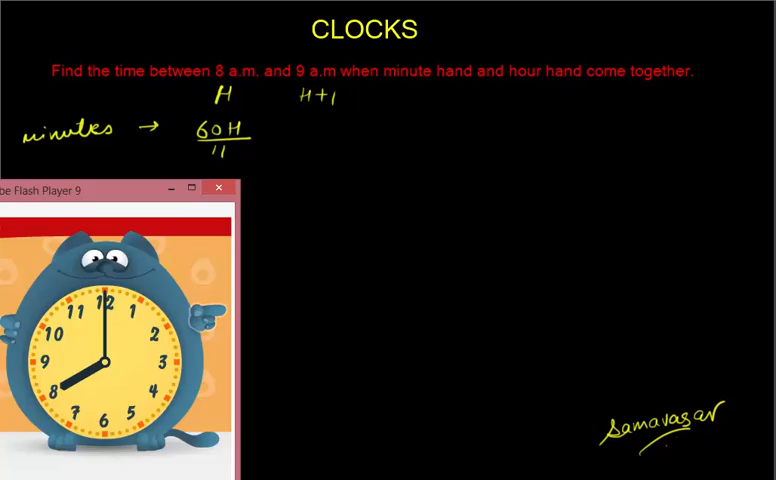 CLOCKS
Find the time between 8 a.m. and 9 a.m when minute hand and hour hand come together.
H H+1
minutes → 60H
11
be Flash Player 9
12
11 1
10 2
9 3
8 4
7 5
6
Samavasar